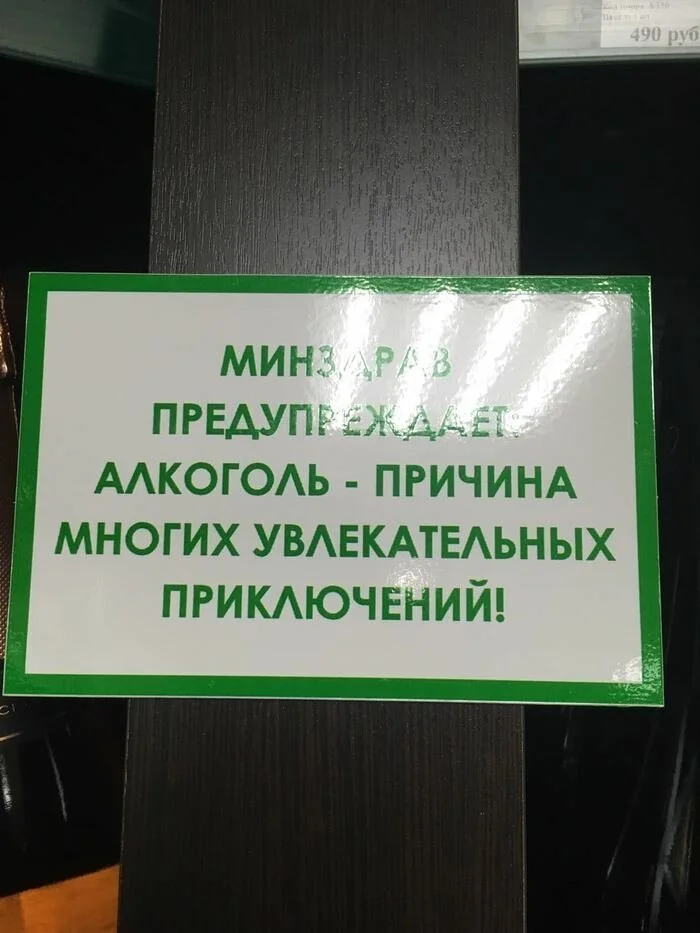 490 руб
МИНЗДРАВ
ПРЕДУПРЕЖДАЕТ:
АЛКОГОЛЬ - ПРИЧИНА
МНОГИХ УВЛЕКАТЕЛЬНЫХ
ПРИКЛЮЧЕНИЙ!